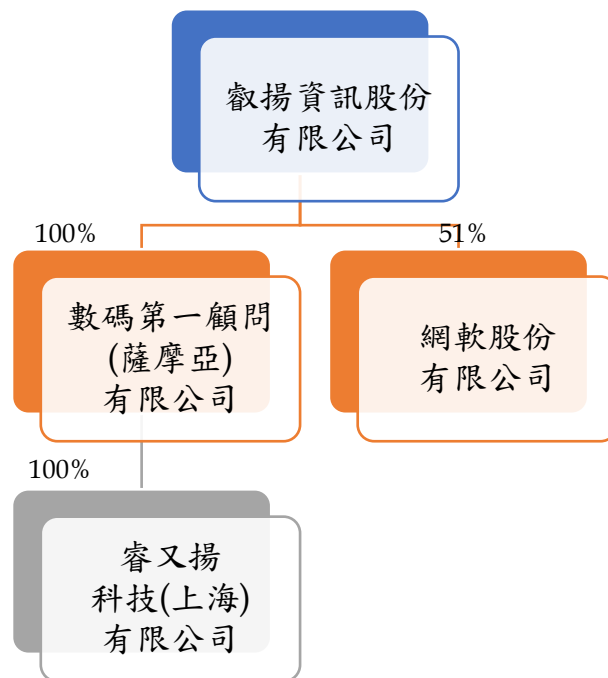 叡揚資訊股份
有限公司
100%
51%
數碼第一顧問
(薩摩亞)
有限公司
網軟股份
有限公司
100%
睿又揚
科技(上海)
有限公司